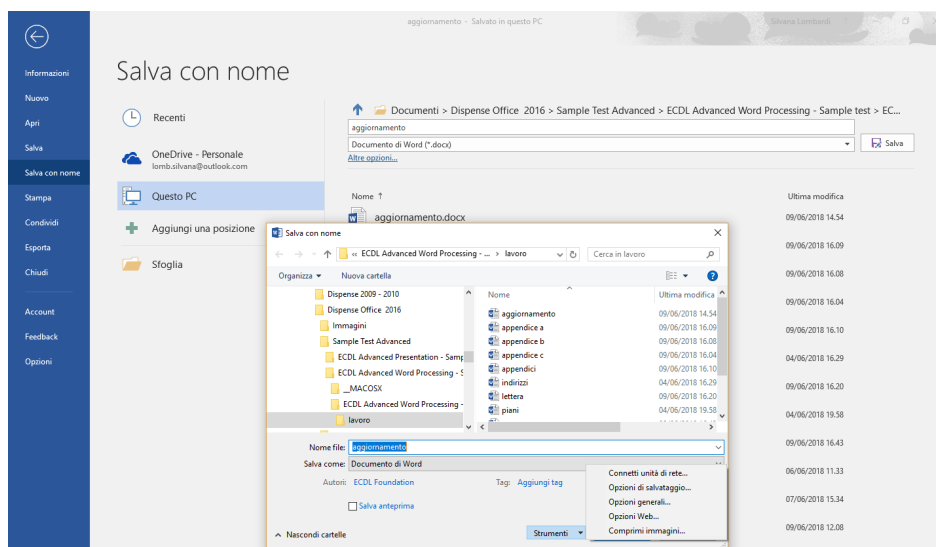 aggiornamento - Salvato in questo PC
Silvana Lombardi
Informazioni
Nuovo
Apri
Salva
Salva con nome
Stampa
Condividi
Esporta
Chiudi
Account
Feedback
Opzioni
Salva con nome
Recenti
OneDrive - Personale
lomb.silvana@outlook.com
Questo PC
Aggiungi una posizione
Sfoglia
Documenti > Dispense Office 2016 > Sample Test Advanced > ECDL Advanced Word Processing - Sample test > EC...
aggiornamento
Documento di Word (*.docx)
Salva
Altre opzioni...
Nome ↑ Ultima modifica
aggiornamento.docx 09/06/2018 14.54
09/06/2018 16.09
09/06/2018 16.08
09/06/2018 16.04
09/06/2018 16.10
04/06/2018 16.29
09/06/2018 16.20
04/06/2018 19.58
09/06/2018 16.43
06/06/2018 11.33
07/06/2018 15.34
09/06/2018 12.08
Salva con nome
« ECDL Advanced Word Processing - ... > lavoro
Cerca in lavoro
Organizza Nuova cartella
Dispense 2009 - 2010
Dispense Office 2016
Immagini
Sample Test Advanced
ECDL Advanced Presentation - Samp
ECDL Advanced Word Processing - S
__MACOSX
ECDL Advanced Word Processing -
lavoro
Nome Ultima modifica
aggiornamento 09/06/2018 14.54
appendice a 09/06/2018 16.09
appendice b 09/06/2018 16.08
appendice c 09/06/2018 16.04
appendici 09/06/2018 16.10
indirizzi 04/06/2018 16.29
lettera 09/06/2018 16.20
piani 04/06/2018 19.58
Nome file: aggiornamento
Salva come: Documento di Word
Autori: ECDL Foundation Tag: Aggiungi tag
Salva anteprima
Nascondi cartelle
Strumenti
Connetti unità di rete...
Opzioni di salvataggio...
Opzioni generali...
Opzioni Web...
Comprimi immagini...